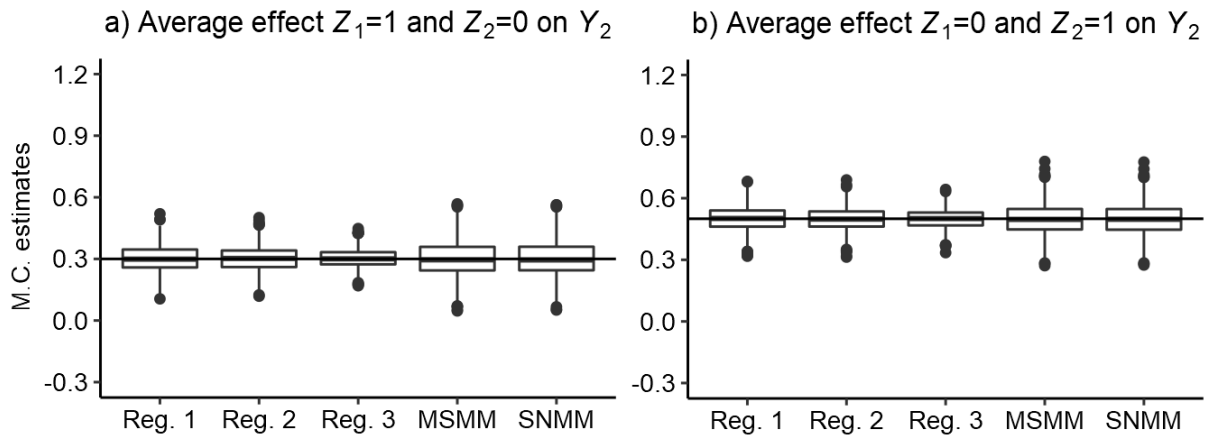 a) Average effect Z₁=1 and Z₂=0 on Y₂
M.C. estimates
1.2
0.9
0.6
0.3
0.0
-0.3
Reg. 1 Reg. 2 Reg. 3 MSMM SNMM
b) Average effect Z₁=0 and Z₂=1 on Y₂
1.2
0.9
0.6
0.3
0.0
-0.3
Reg. 1 Reg. 2 Reg. 3 MSMM SNMM